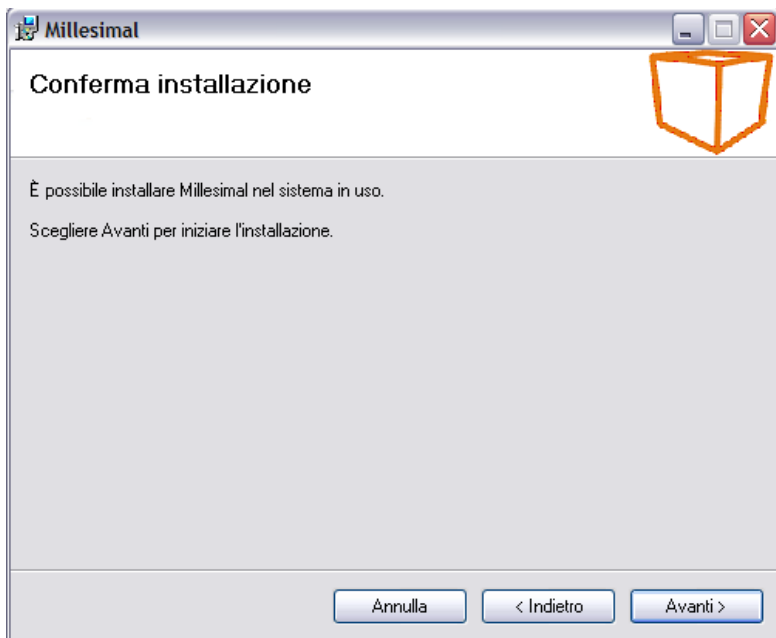 Millesimal
Conferma installazione
È possibile installare Millesimal nel sistema in uso.
Scegliere Avanti per iniziare l'installazione.
Annulla
< Indietro
Avanti >